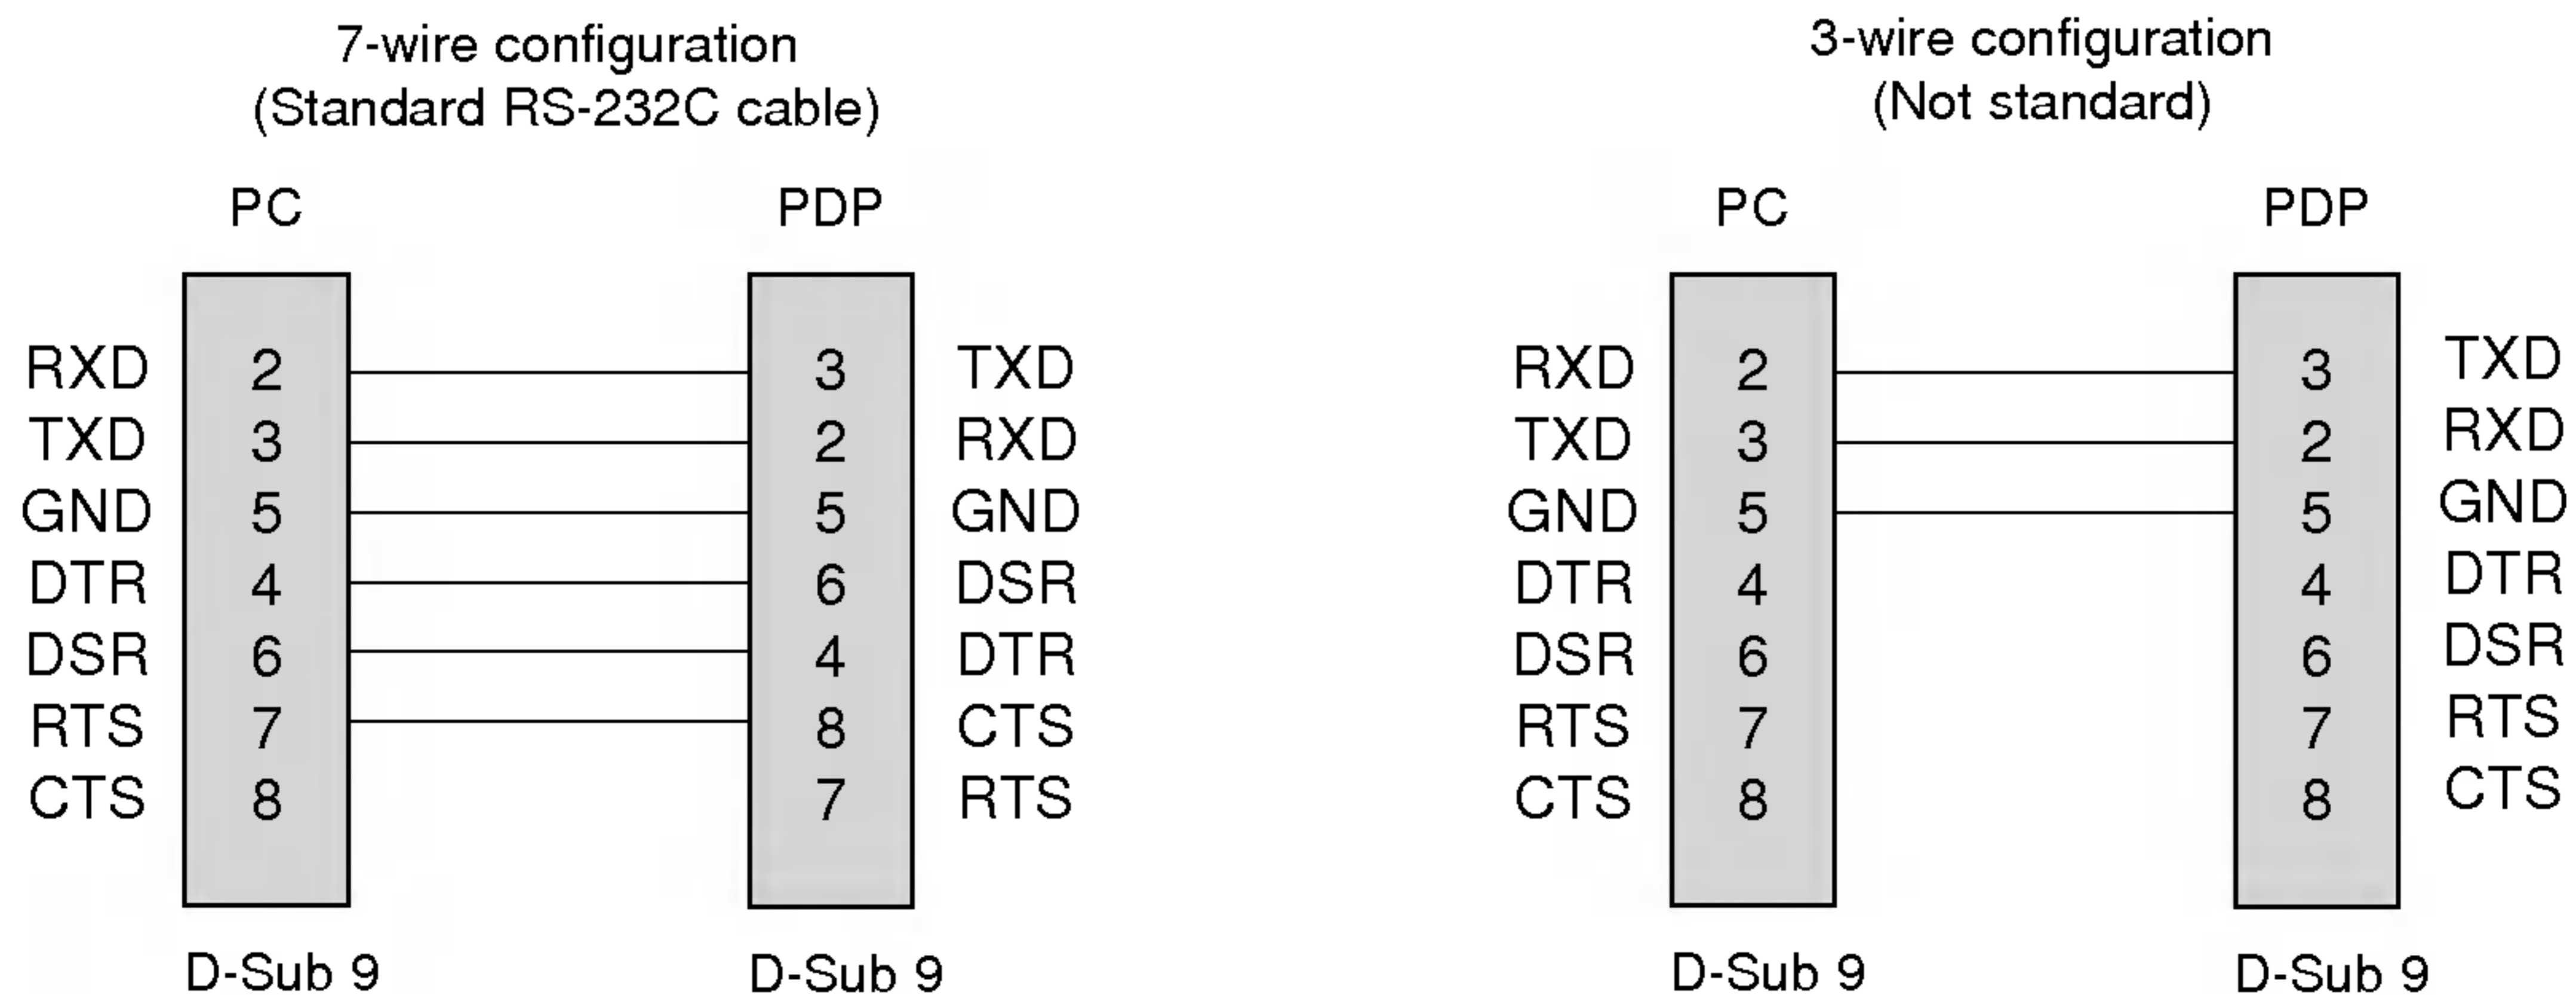 7-wire configuration
(Standard RS-232C cable)
PC PDP
RXD 2 3 TXD
TXD 3 2 RXD
GND 5 5 GND
DTR 4 6 DSR
DSR 6 4 DTR
RTS 7 8 CTS
CTS 8 7 RTS
D-Sub 9 D-Sub 9
3-wire configuration
(Not standard)
PC PDP
RXD 2 3 TXD
TXD 3 2 RXD
GND 5 5 GND
DTR 4 4 DTR
DSR 6 6 DSR
RTS 7 7 RTS
CTS 8 8 CTS
D-Sub 9 D-Sub 9